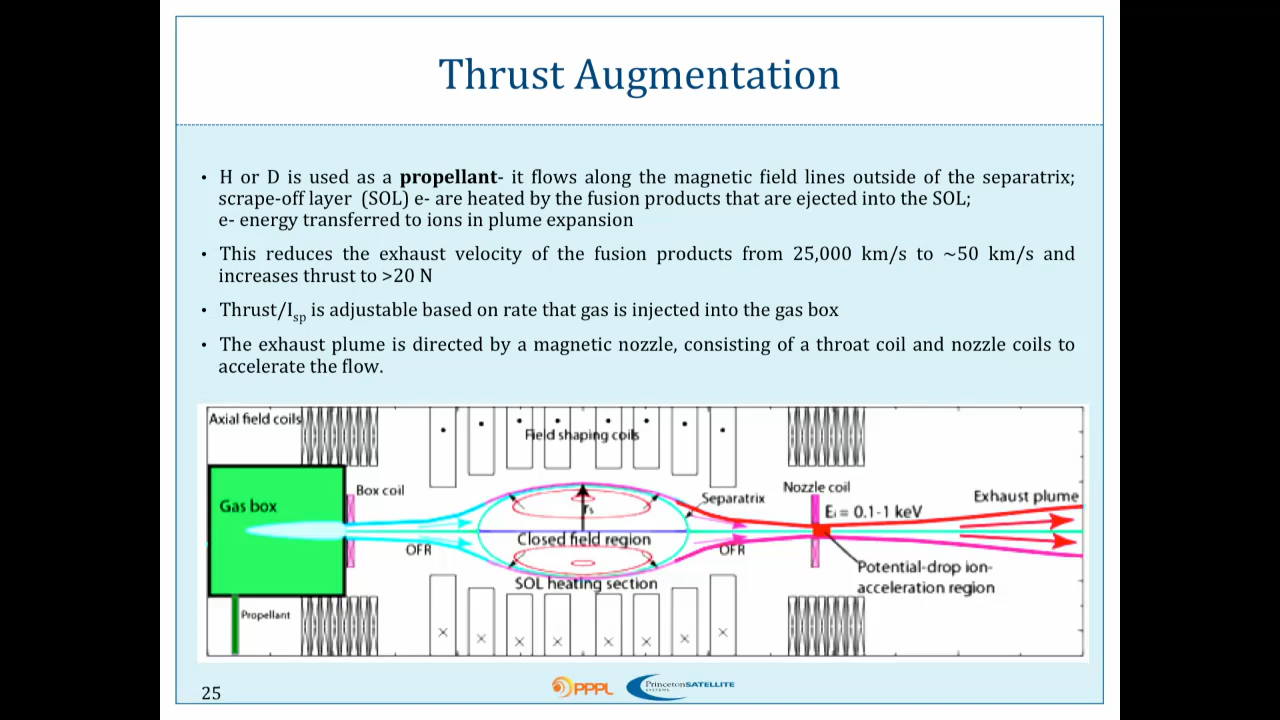 Thrust Augmentation
• H or D is used as a propellant- it flows along the magnetic field lines outside of the separatrix;
scrape-off layer (SOL) e- are heated by the fusion products that are ejected into the SOL;
e- energy transferred to ions in plume expansion
• This reduces the exhaust velocity of the fusion products from 25,000 km/s to ~50 km/s and
increases thrust to >20 N
• Thrust/Isp is adjustable based on rate that gas is injected into the gas box
• The exhaust plume is directed by a magnetic nozzle, consisting of a throat coil and nozzle coils to
accelerate the flow.
Axial field coils
Field shaping coils
Box coil
Gas box
rs
Separatrix
Nozzle coil
Exhaust plume
Ei = 0.1-1 keV
Closed field region
OFR
OFR
SOL heating section
Potential-drop ion-
acceleration region
Propellant
25
PPPL
PrincetonSATELLITE
SYSTEMS